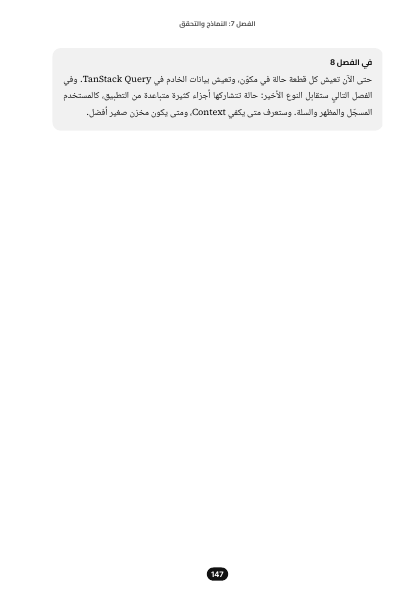 الفصل 7: النماذج والتحقق
في الفصل 8
حتى الآن تعيش كل قطعة حالة في مكوّن، وتعيش بيانات الخادم في TanStack Query. وفي
الفصل التالي ستقابل النوع الأخير: حالة تتشاركها أجزاء كثيرة متباعدة من التطبيق، كالمستخدم
المسجّل والمظهر والسلة. وستعرف متى يكفي Context، ومتى يكون مخزن صغير أفضل.
147